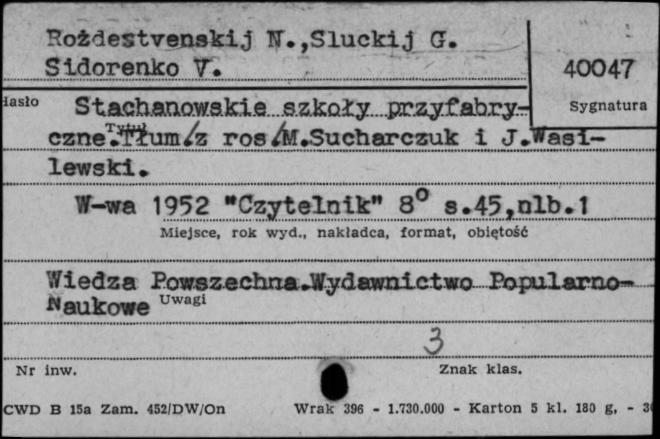 Rożdestvenskij N.,Sluckij G.
Sidorenko V.
40047
Hasło
Sygnatura
Stachanowskie szkoły przyfabry-
Tytuł
czne.Tłum/z ros/M.Sucharczuk i J.Wasi-
lewski.
W-wa 1952 "Czytelnik" 8° s.45,nlb.1
Miejsce, rok wyd., nakładca, format, objętość
Wiedza Powszechna.Wydawnictwo Popularno-
Naukowe
Uwagi
3
Nr inw.
Znak klas.
CWD B 15a Zam. 452/DW/On
Wrak 396 - 1.730.000 - Karton 5 kl. 180 g, -